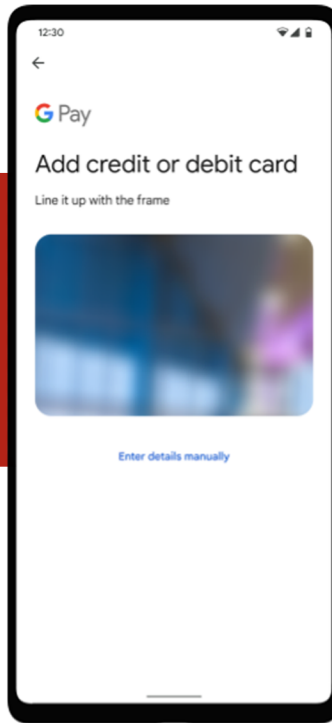 12:30
G Pay
Add credit or debit card
Line it up with the frame
Enter details manually